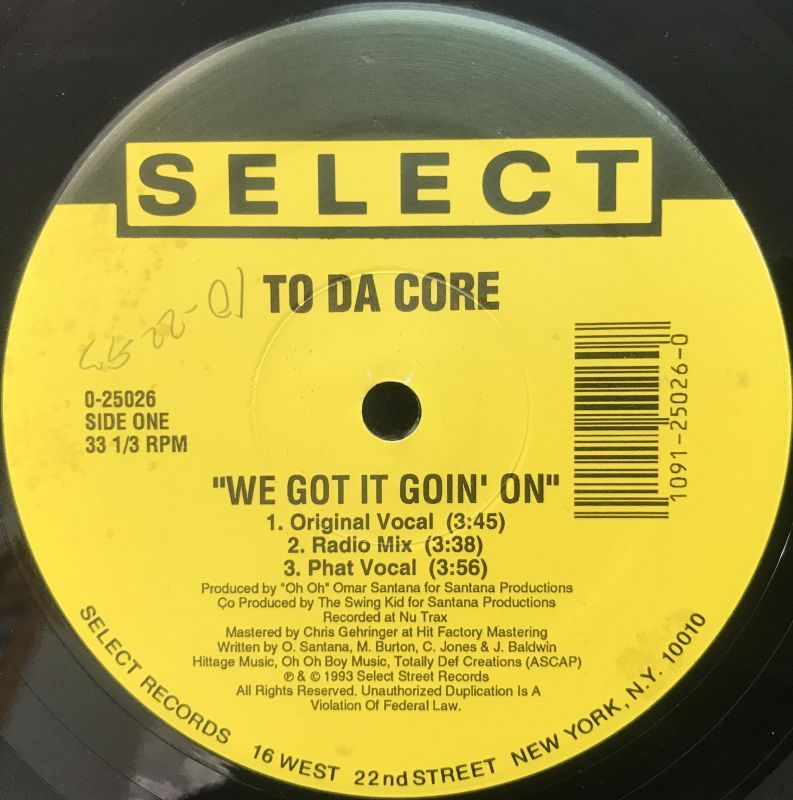 SELECT
TO DA CORE
0-25026
SIDE ONE
33 1/3 RPM
1091-25026-0
"WE GOT IT GOIN' ON"
1. Original Vocal (3:45)
2. Radio Mix (3:38)
3. Phat Vocal (3:56)
Produced by "Oh Oh" Omar Santana for Santana Productions
Co Produced by The Swing Kid for Santana Productions
Recorded at Nu Trax
Mastered by Chris Gehringer at Hit Factory Mastering
Written by O. Santana, M. Burton, C. Jones & J. Baldwin
Hittage Music, Oh Oh Boy Music, Totally Def Creations (ASCAP)
℗ & © 1993 Select Street Records
All Rights Reserved. Unauthorized Duplication Is A
Violation Of Federal Law.
SELECT RECORDS 16 WEST 22nd STREET NEW YORK, N.Y. 10010